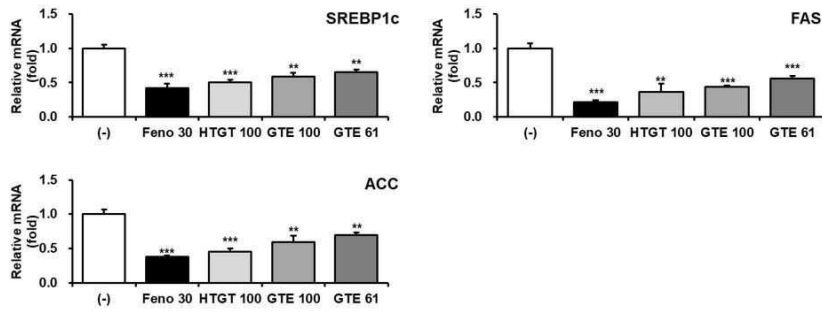 SREBP1c
Relative mRNA
(fold)
1.5
1.0
0.5
0.0
***
***
**
**
(-)
Feno 30
HTGT 100
GTE 100
GTE 61
FAS
Relative mRNA
(fold)
1.5
1.0
0.5
0.0
***
**
***
***
(-)
Feno 30
HTGT 100
GTE 100
GTE 61
ACC
Relative mRNA
(fold)
1.5
1.0
0.5
0.0
***
***
**
**
(-)
Feno 30
HTGT 100
GTE 100
GTE 61